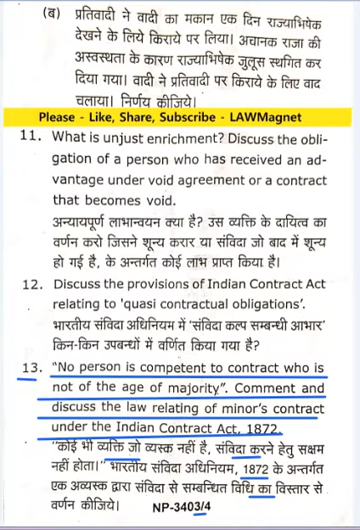 (ब) प्रतिवादी ने वादी का मकान एक दिन राज्याभिषेक
देखने के लिये किराये पर लिया। अचानक राजा की
अस्वस्थता के कारण राज्याभिषेक जुलूस स्थगित कर
दिया गया। वादी ने प्रतिवादी पर किराये के लिए वाद
चलाया। निर्णय कीजिये।
Please - Like, Share, Subscribe - LAWMagnet
11. What is unjust enrichment? Discuss the obli-
gation of a person who has received an ad-
vantage under void agreement or a contract
that becomes void.
अन्यायपूर्ण लाभान्वयन क्या है? उस व्यक्ति के दायित्व का
वर्णन करो जिसने शून्य करार या संविदा जो बाद में शून्य
हो गई है, के अन्तर्गत कोई लाभ प्राप्त किया है।
12. Discuss the provisions of Indian Contract Act
relating to 'quasi contractual obligations'.
भारतीय संविदा अधिनियम में 'संविदा कल्प सम्बन्धी आभार'
किन-किन उपबन्धों में वर्णित किया गया है?
13. "No person is competent to contract who is
not of the age of majority". Comment and
discuss the law relating of minor's contract
under the Indian Contract Act, 1872.
"कोई भी व्यक्ति जो व्यस्क नहीं है, संविदा करने हेतु सक्षम
नहीं होता।" भारतीय संविदा अधिनियम, 1872 के अन्तर्गत
एक अव्यस्क द्वारा संविदा से सम्बन्धित विधि का विस्तार से
वर्णन कीजिये।
NP-3403/4